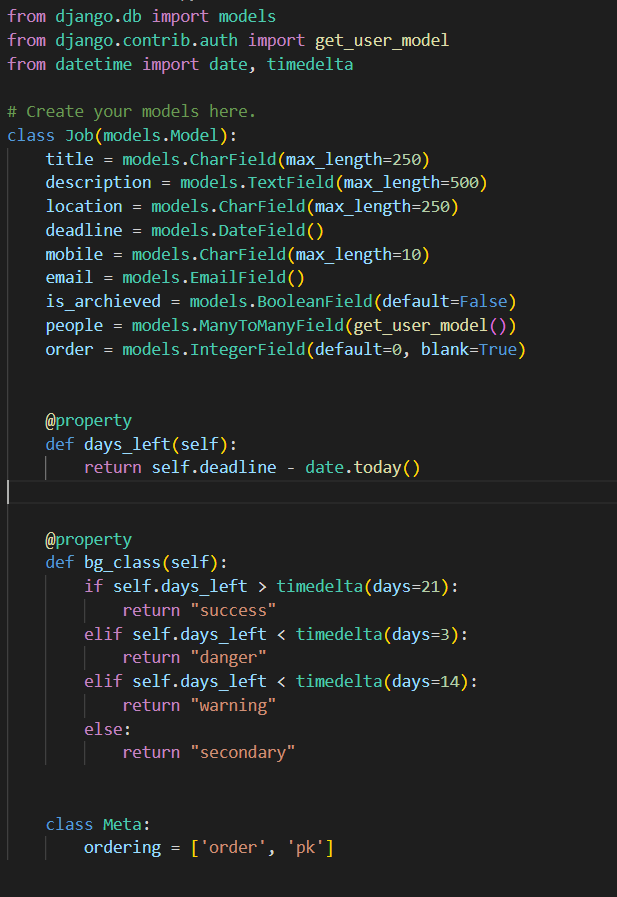 from django.db import models
from django.contrib.auth import get_user_model
from datetime import date, timedelta
# Create your models here.
class Job(models.Model):
    title = models.CharField(max_length=250)
    description = models.TextField(max_length=500)
    location = models.CharField(max_length=250)
    deadline = models.DateField()
    mobile = models.CharField(max_length=10)
    email = models.EmailField()
    is_archieved = models.BooleanField(default=False)
    people = models.ManyToManyField(get_user_model())
    order = models.IntegerField(default=0, blank=True)
    @property
    def days_left(self):
        return self.deadline - date.today()
    @property
    def bg_class(self):
        if self.days_left > timedelta(days=21):
            return "success"
        elif self.days_left < timedelta(days=3):
            return "danger"
        elif self.days_left < timedelta(days=14):
            return "warning"
        else:
            return "secondary"
    class Meta:
        ordering = ['order', 'pk']